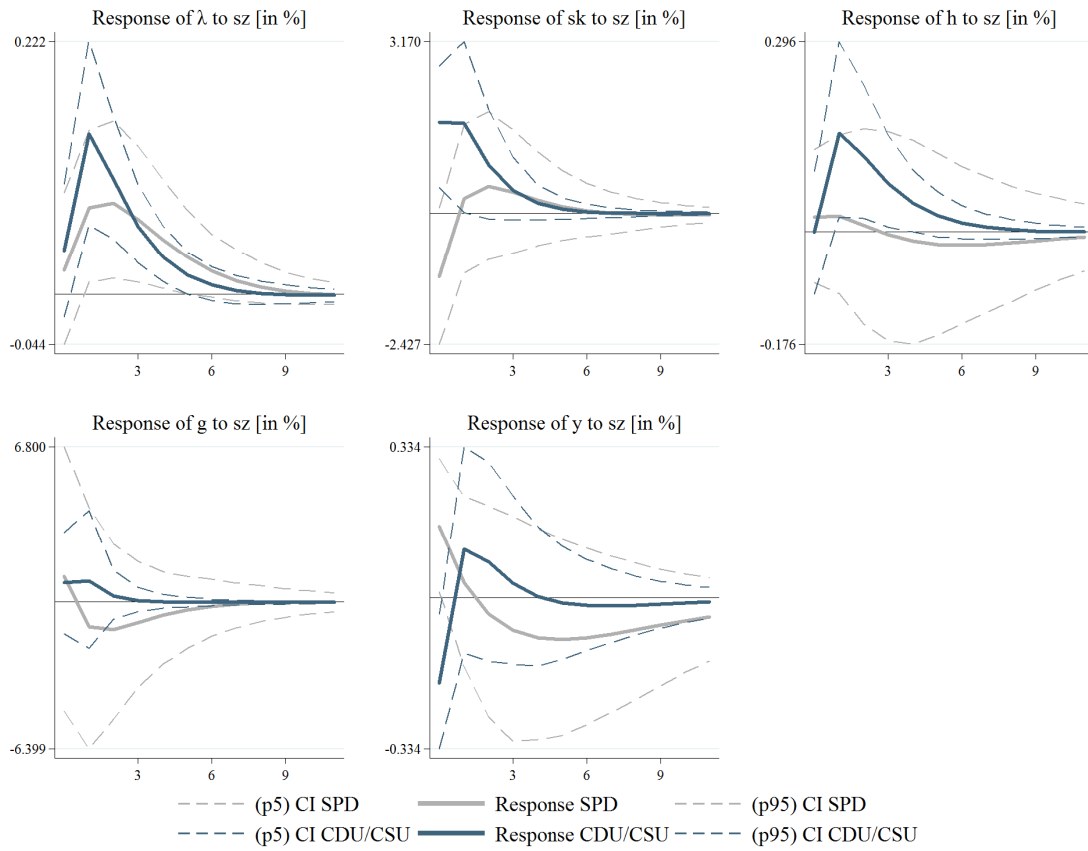 Response of λ to sz [in %]
0.222
-0.044
3 6 9
Response of sk to sz [in %]
3.170
-2.427
3 6 9
Response of h to sz [in %]
0.296
-0.176
3 6 9
Response of g to sz [in %]
6.800
-6.399
3 6 9
Response of y to sz [in %]
0.334
-0.334
3 6 9
(p5) CI SPD Response SPD (p95) CI SPD
(p5) CI CDU/CSU Response CDU/CSU (p95) CI CDU/CSU